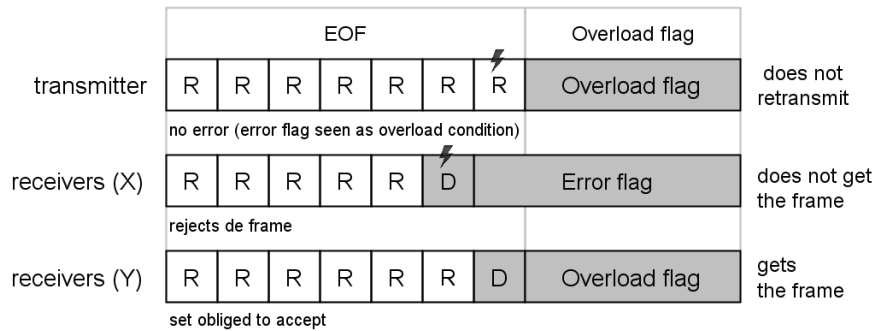 EOF Overload flag
transmitter R R R R R R R Overload flag does not
retransmit
no error (error flag seen as overload condition)
receivers (X) R R R R R D Error flag does not get
the frame
rejects de frame
receivers (Y) R R R R R R D Overload flag gets
the frame
set obliged to accept